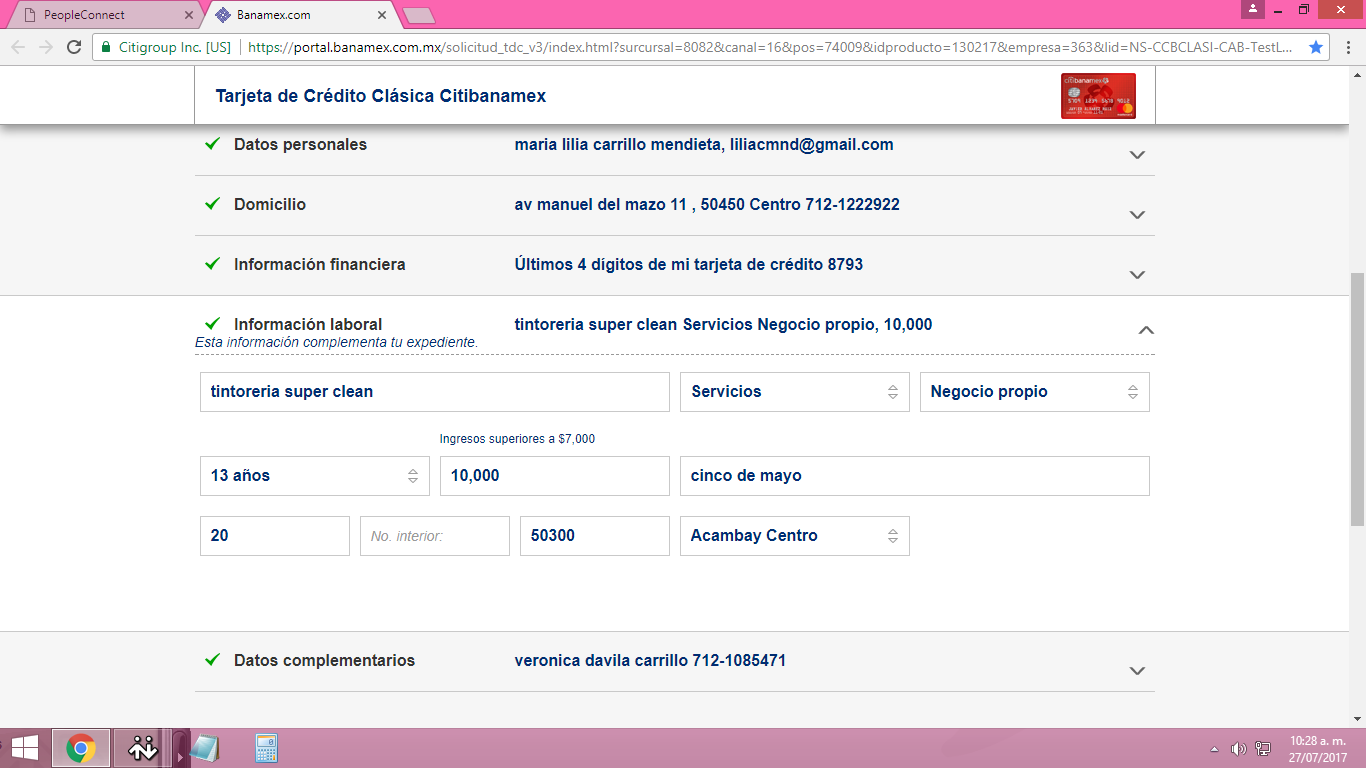 PeopleConnect
Banamex.com
Citigroup Inc. [US] https://portal.banamex.com.mx/solicitud_tdc_v3/index.html?sursursal=8082&canal=16&pos=74009&idproducto=130217&empresa=363&lid=NS-CCBCLASI-CAB-TestL...
Tarjeta de Crédito Clásica Citibanamex
citibanamex
Datos personales maria lilia carrillo mendieta, liliacmnd@gmail.com
Domicilio av manuel del mazo 11 , 50450 Centro 712-1222922
Información financiera Últimos 4 dígitos de mi tarjeta de crédito 8793
Información laboral tintoreria super clean Servicios Negocio propio, 10,000
Esta información complementa tu expediente.
tintoreria super clean Servicios Negocio propio
Ingresos superiores a $7,000
13 años 10,000 cinco de mayo
20 No. interior: 50300 Acambay Centro
Datos complementarios veronica davila carrillo 712-1085471
10:28 a. m.
27/07/2017